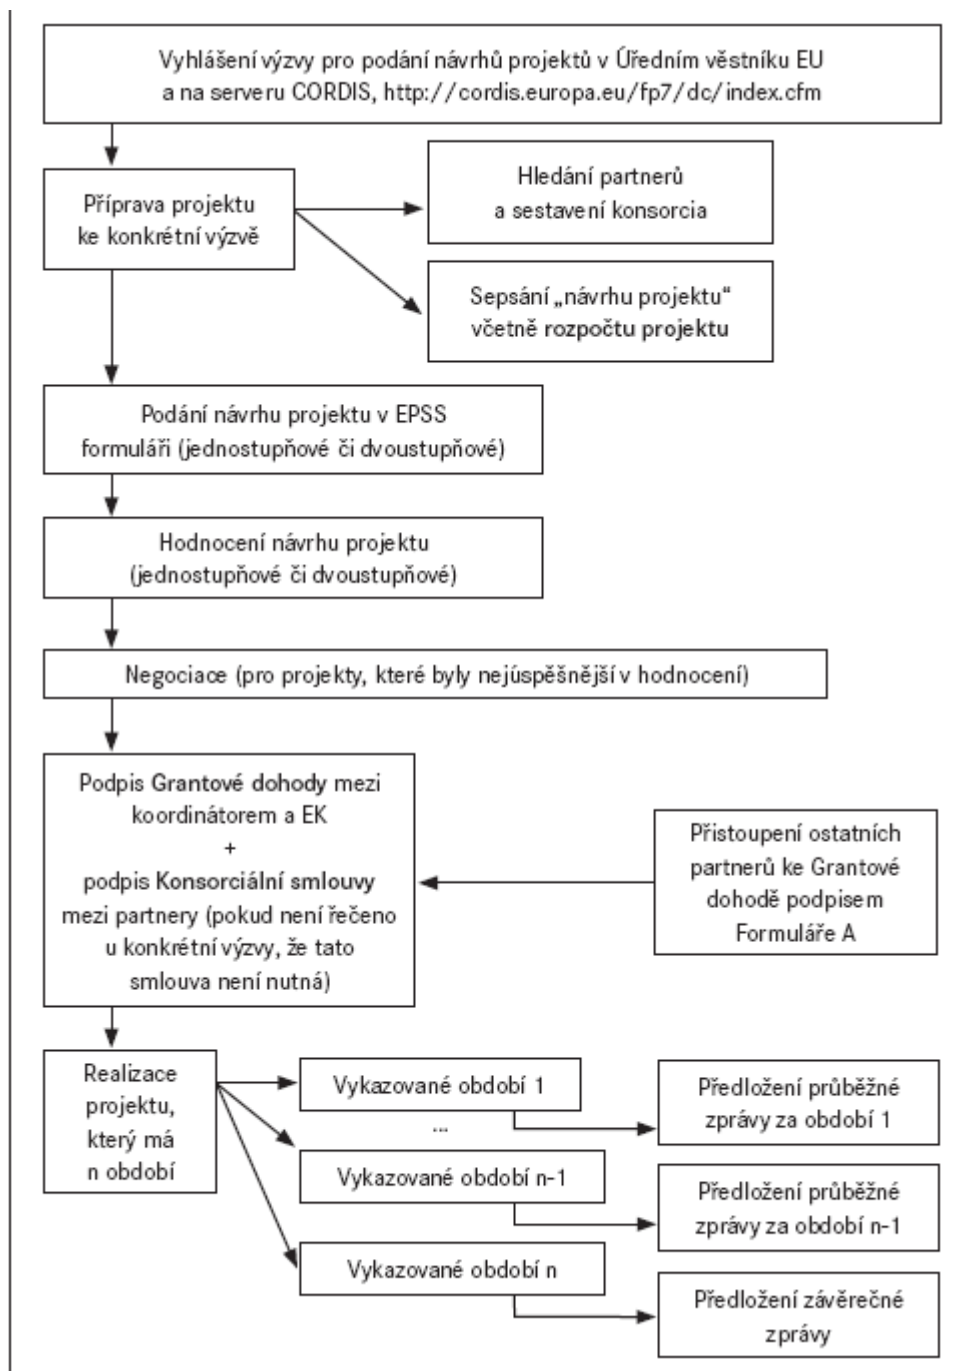 Vyhlášení výzvy pro podání návrhů projektů v Úředním věstníku EU
a na serveru CORDIS, http://cordis.europa.eu/fp7/dc/index.cfm
Příprava projektu
ke konkrétní výzvě
Hledání partnerů
a sestavení konsorcia
Sepsání „návrhu projektu“
včetně rozpočtu projektu
Podání návrhu projektu v EPSS
formuláři (jednostupňové či dvoustupňové)
Hodnocení návrhu projektu
(jednostupňové či dvoustupňové)
Negociace (pro projekty, které byly nejúspěšnější v hodnocení)
Podpis Grantové dohody mezi
koordinátorem a EK
+
podpis Konsorciální smlouvy
mezi partnery (pokud není řečeno
u konkrétní výzvy, že tato
smlouva není nutná)
Přistoupení ostatních
partnerů ke Grantové
dohodě podpisem
Formuláře A
Realizace
projektu,
který má
n období
Vykazované období 1
...
Vykazované období n-1
Vykazované období n
Předložení průběžné
zprávy za období 1
Předložení průběžné
zprávy za období n-1
Předložení závěrečné
zprávy